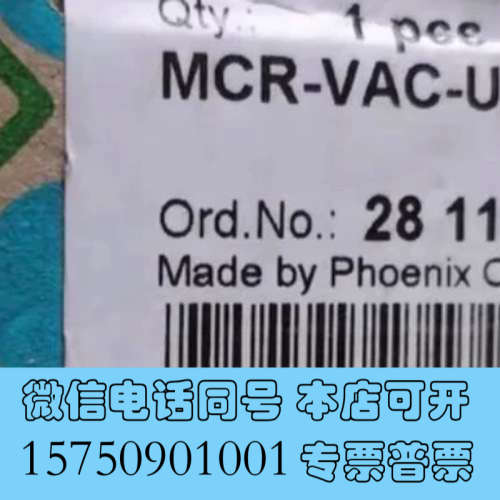 Qty.: 1 pce
MCR-VAC-U
Ord.No.: 28 11
Made by Phoenix C
微信电话同号 本店可开
15750901001 专票普票